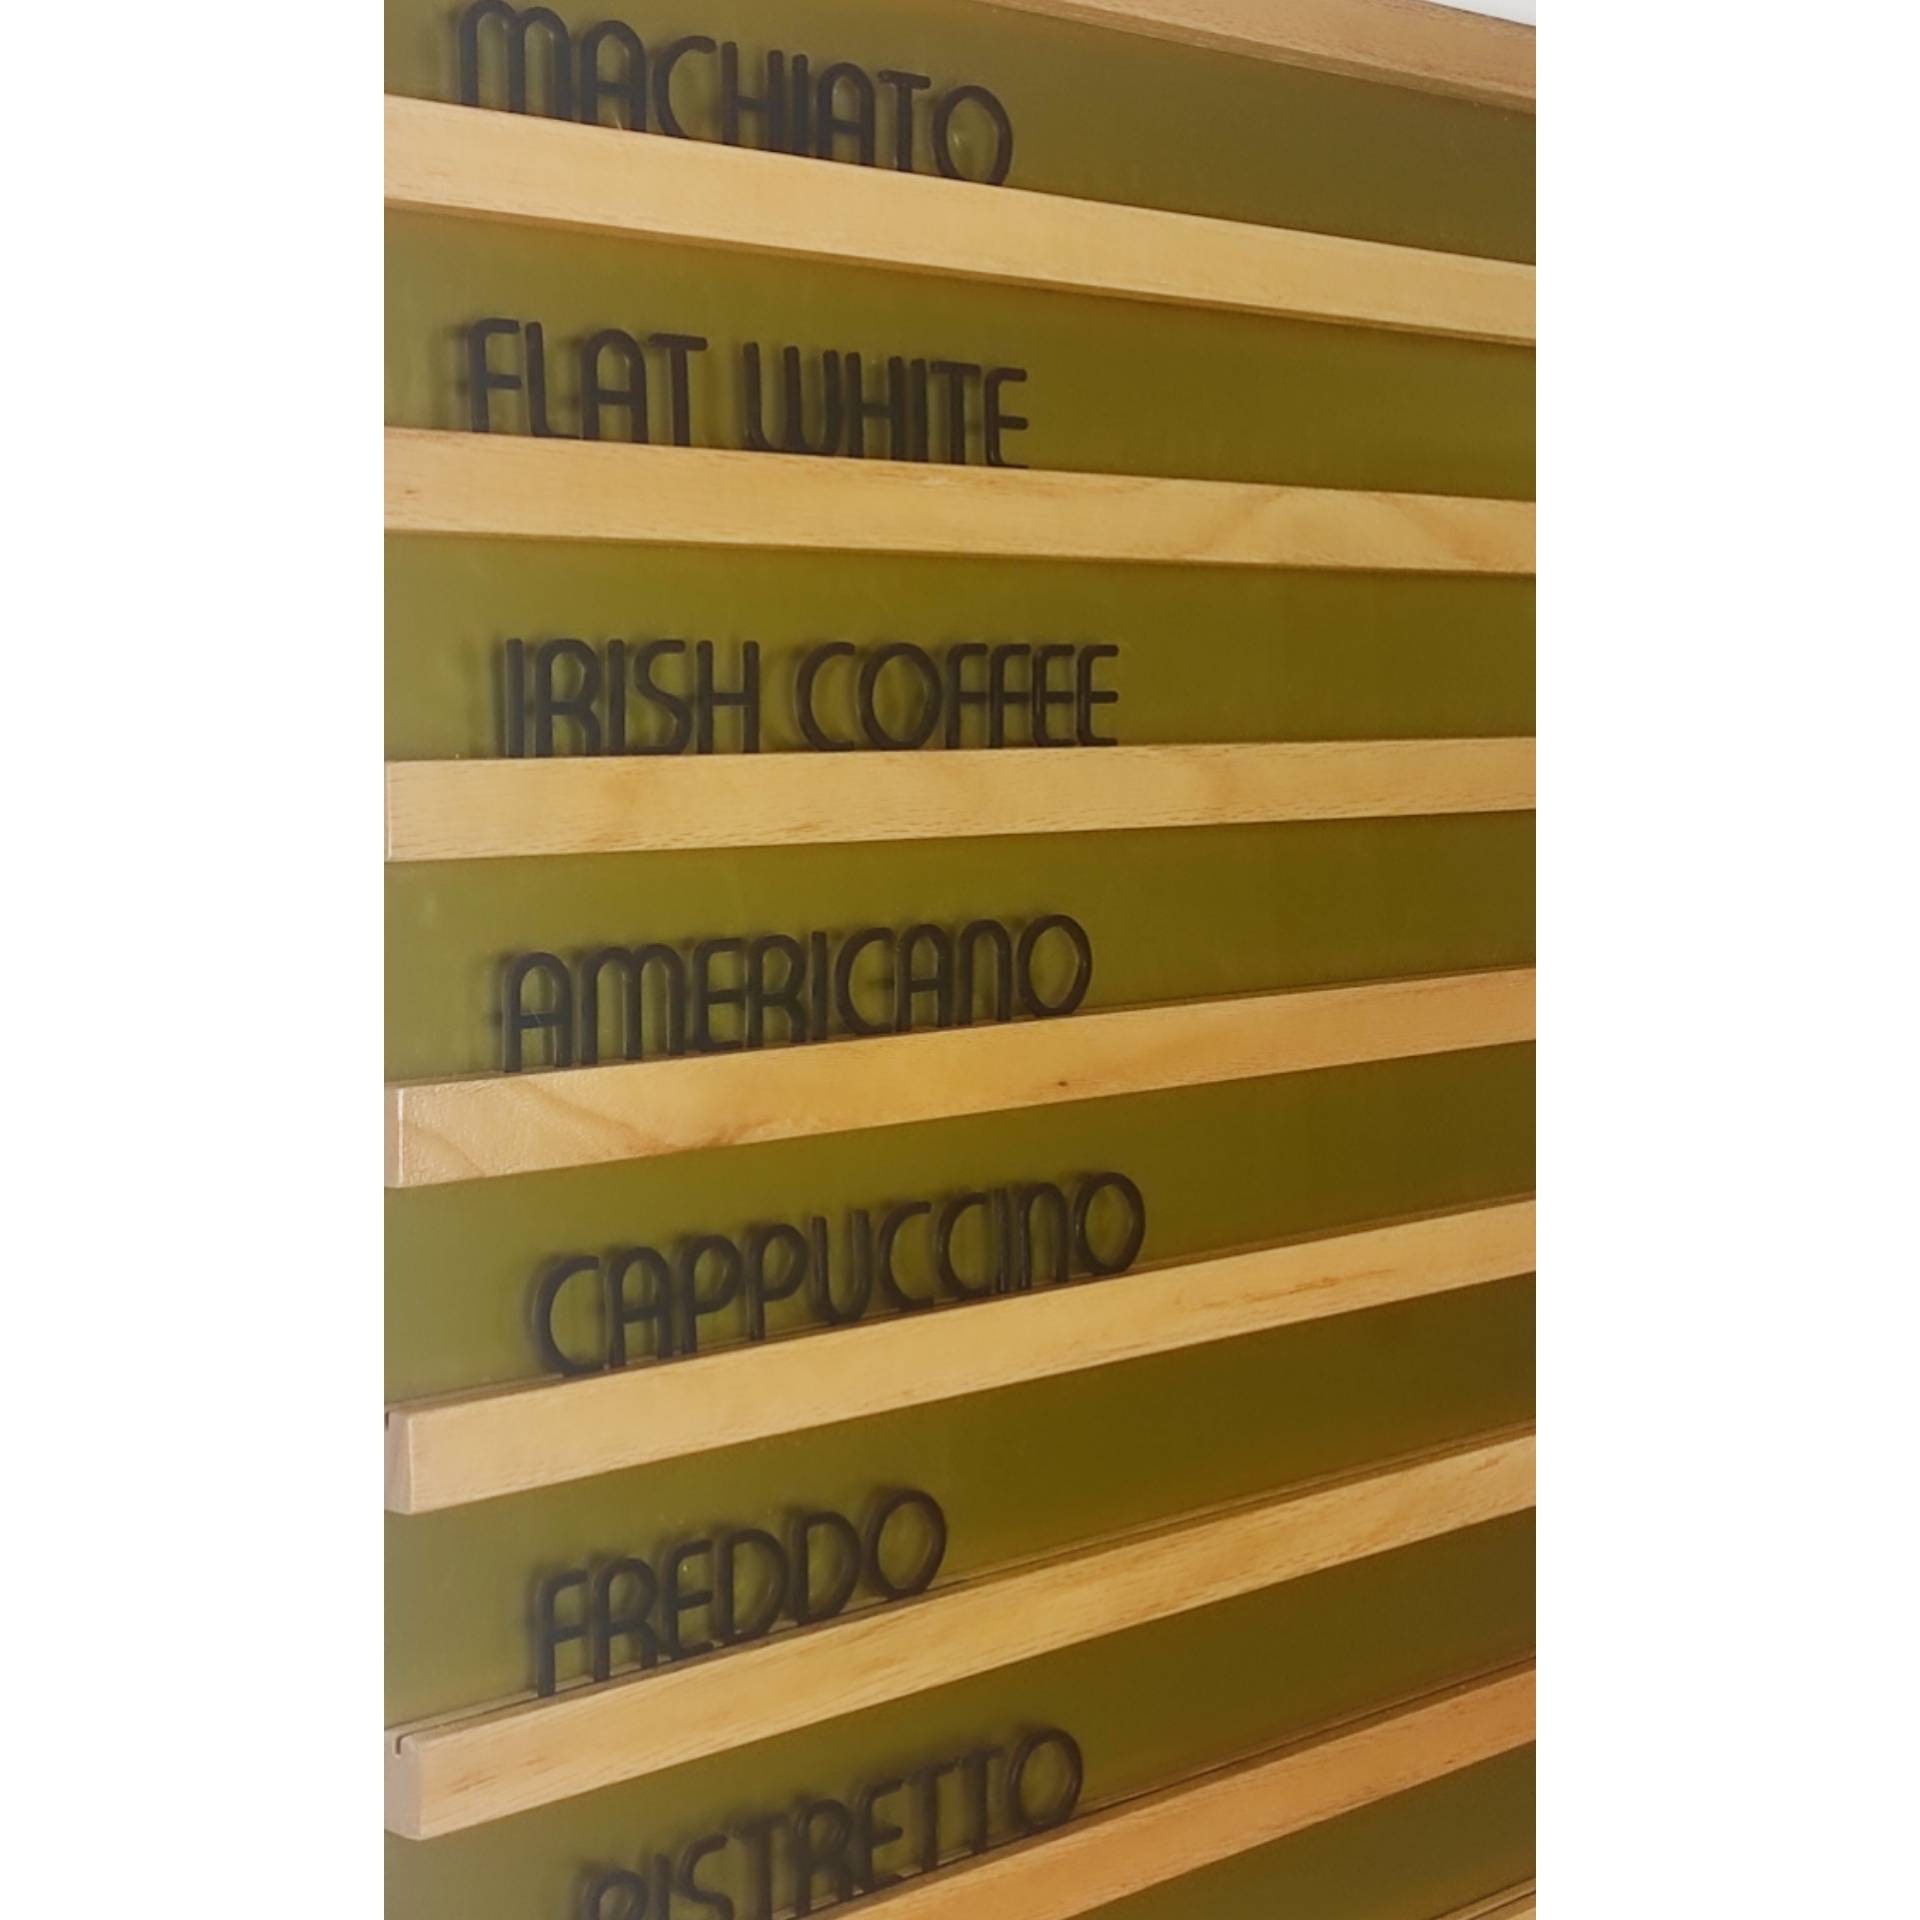 MACHIATO
FLAT WHITE
IRISH COFFEE
AMERICANO
CAPPUCCINO
FREDDO
RISTRETTO